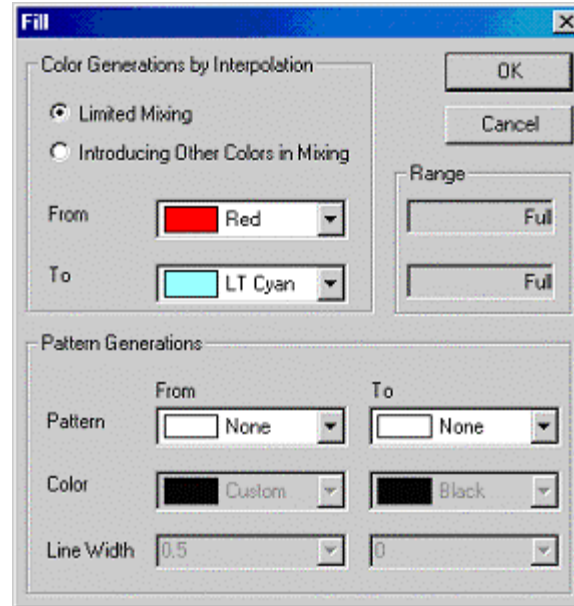 Fill
Color Generations by Interpolation
Limited Mixing
Introducing Other Colors in Mixing
From Red
To LT Cyan
OK
Cancel
Range
Full
Full
Pattern Generations
From To
Pattern None None
Color Custom Black
Line Width 0.5 0